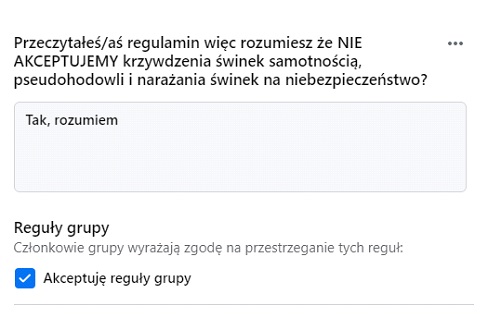 Przeczytałeś/aś regulamin więc rozumiesz że NIE
AKCEPTUJEMY krzywdzenia świnek samotnością,
pseudohodowli i narażania świnek na niebezpieczeństwo?
Tak, rozumiem
Reguły grupy
Członkowie grupy wyrażają zgodę na przestrzeganie tych reguł:
Akceptuję reguły grupy